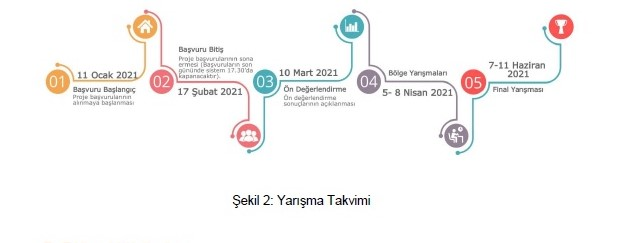 01
11 Ocak 2021
Başvuru Başlangıç
Proje başvurularının
alınmaya başlanması
Başvuru Bitiş
Proje başvurularının sona
ermesi (Başvuruların son
gününde sistem 17.30'da
kapanacaktır).
02
17 Şubat 2021
03
10 Mart 2021
Ön Değerlendirme
Ön değerlendirme
sonuçlarının açıklanması
04
Bölge Yarışmaları
5- 8 Nisan 2021
05
7-11 Haziran
2021
Final Yarışması
Şekil 2: Yarışma Takvimi